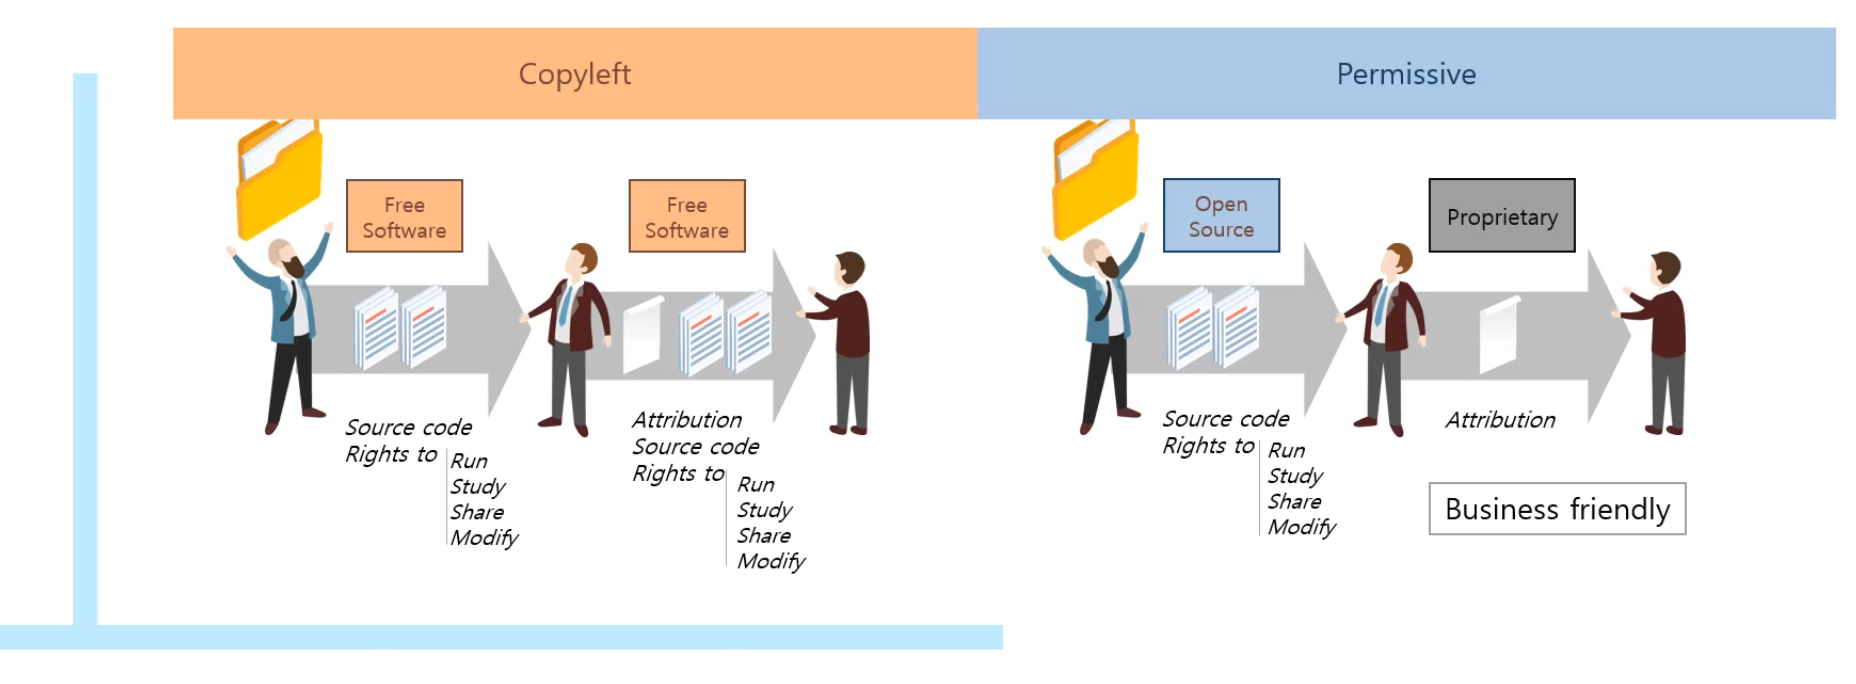 Copyleft
Permissive
Free
Software
Free
Software
Open
Source
Proprietary
Source code
Rights to
Run
Study
Share
Modify
Attribution
Source code
Rights to
Run
Study
Share
Modify
Source code
Rights to
Run
Study
Share
Modify
Attribution
Business friendly